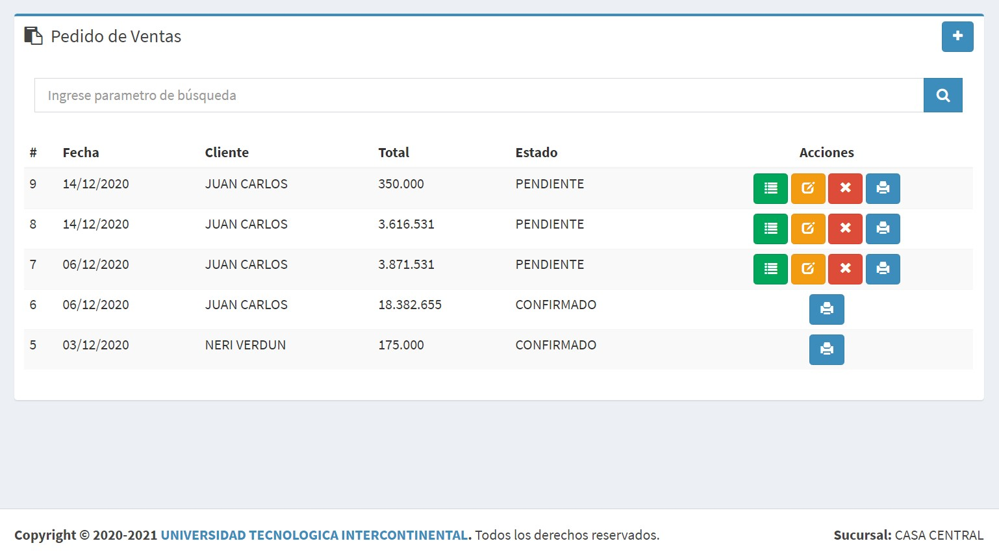 Pedido de Ventas
Ingrese parametro de búsqueda
# Fecha Cliente Total Estado Acciones
9 14/12/2020 JUAN CARLOS 350.000 PENDIENTE
8 14/12/2020 JUAN CARLOS 3.616.531 PENDIENTE
7 06/12/2020 JUAN CARLOS 3.871.531 PENDIENTE
6 06/12/2020 JUAN CARLOS 18.382.655 CONFIRMADO
5 03/12/2020 NERI VERDUN 175.000 CONFIRMADO
Copyright © 2020-2021 UNIVERSIDAD TECNOLOGICA INTERCONTINENTAL. Todos los derechos reservados. Sucursal: CASA CENTRAL